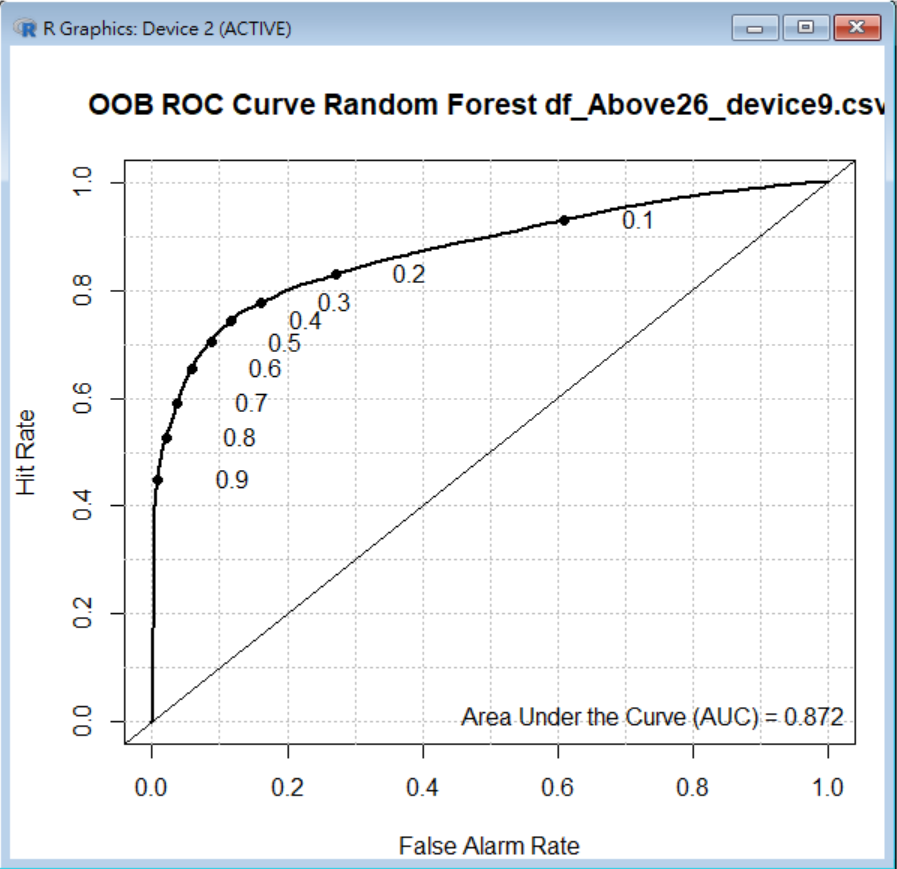 R Graphics: Device 2 (ACTIVE)
OOB ROC Curve Random Forest df_Above26_device9.csv
1.0
0.8
0.6
0.4
0.2
0.0
Hit Rate
0.1
0.2
0.3
0.4
0.5
0.6
0.7
0.8
0.9
Area Under the Curve (AUC) = 0.872
0.0 0.2 0.4 0.6 0.8 1.0
False Alarm Rate